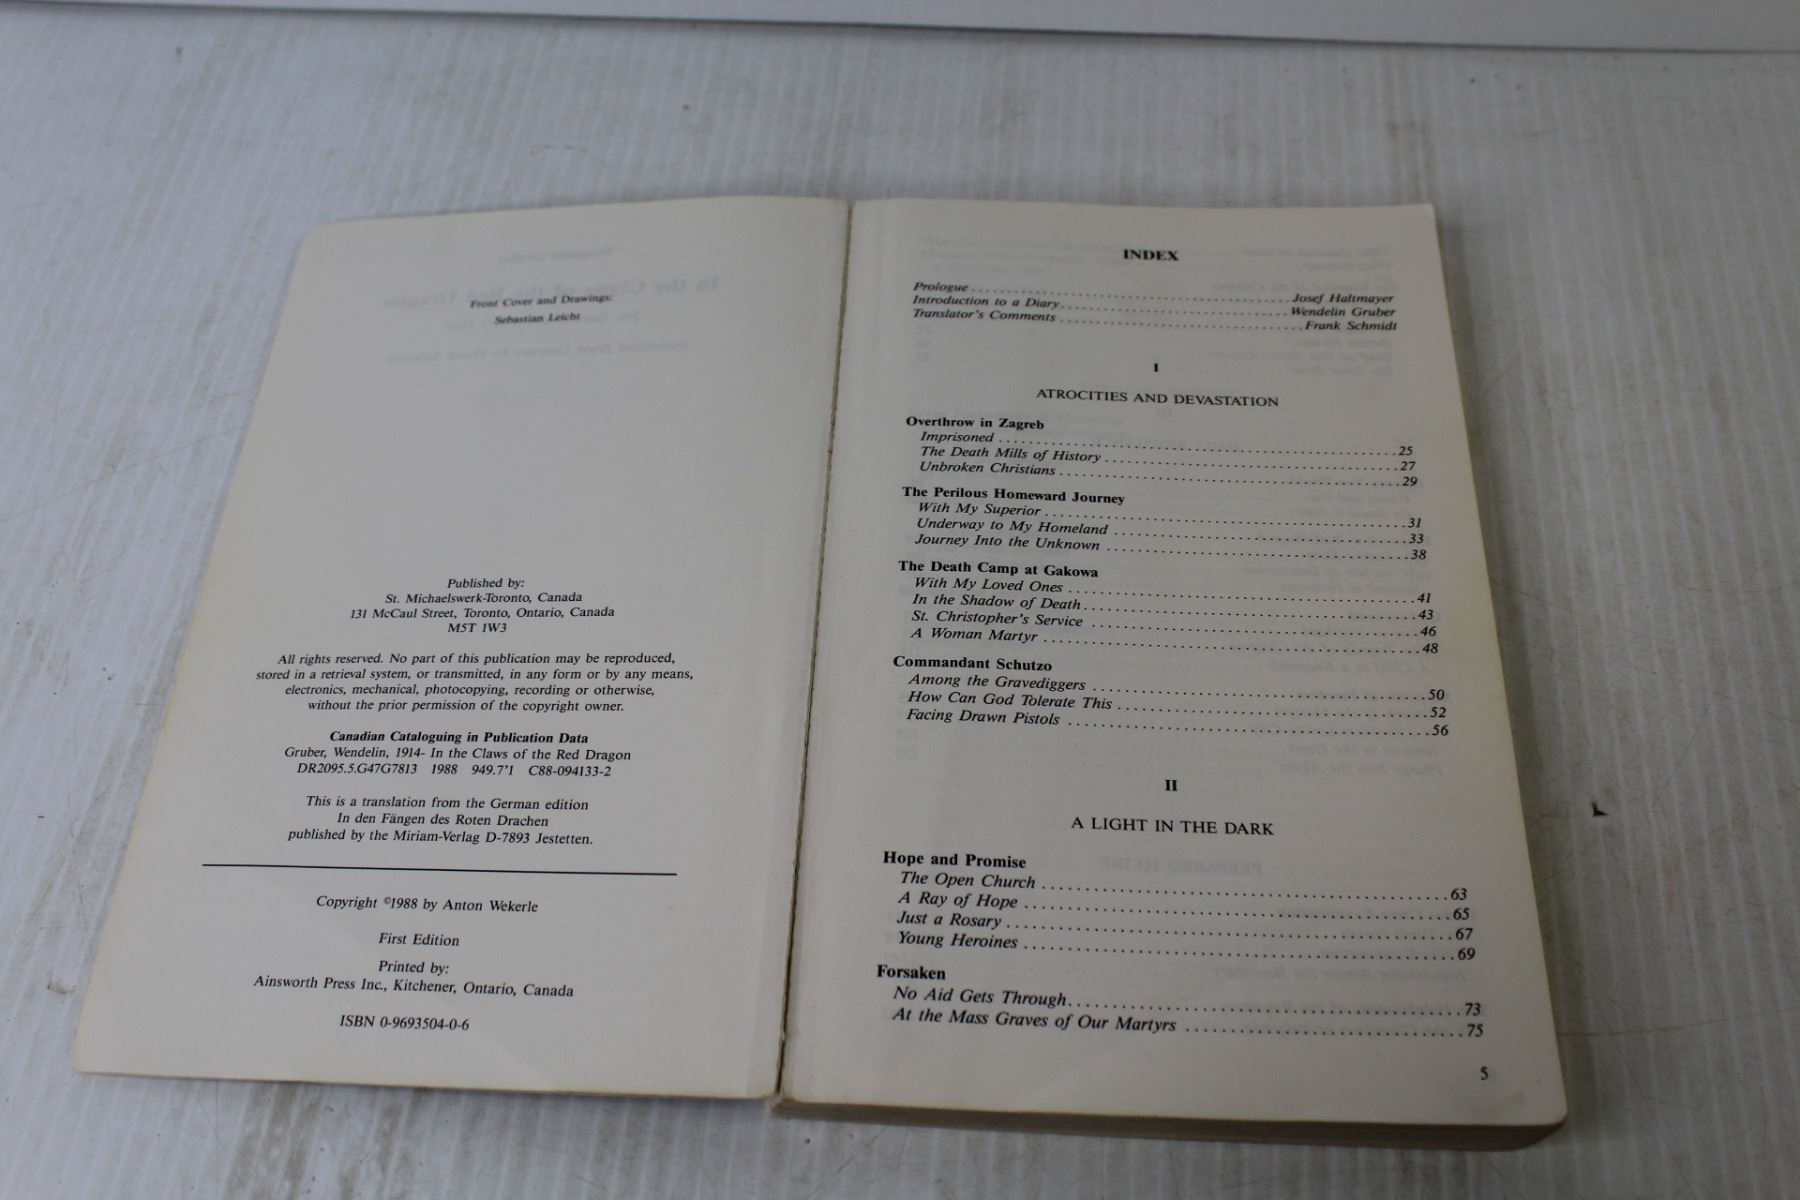 Front Cover and Drawings:
Sebastian Leicht
Published by:
St. Michaelswerk-Toronto, Canada
131 McCaul Street, Toronto, Ontario, Canada
M5T 1W3
All rights reserved. No part of this publication may be reproduced,
stored in a retrieval system, or transmitted, in any form or by any means,
electronics, mechanical, photocopying, recording or otherwise,
without the prior permission of the copyright owner.
Canadian Cataloguing in Publication Data
Gruber, Wendelin, 1914- In the Claws of the Red Dragon
DR2095.5.G47G7813 1988 949.7'1 C88-094133-2
This is a translation from the German edition
In den Fängen des Roten Drachen
published by the Miriam-Verlag D-7893 Jestetten.
Copyright ©1988 by Anton Wekerle
First Edition
Printed by:
Ainsworth Press Inc., Kitchener, Ontario, Canada
ISBN 0-9693504-0-6
INDEX
Prologue ........ Josef Haltmayer
Introduction to a Diary ........ Wendelin Gruber
Translator's Comments ........ Frank Schmidt
I
ATROCITIES AND DEVASTATION
Overthrow in Zagreb
Imprisoned ........ 25
The Death Mills of History ........ 27
Unbroken Christians ........ 29
The Perilous Homeward Journey
With My Superior ........ 31
Underway to My Homeland ........ 33
Journey Into the Unknown ........ 38
The Death Camp at Gakowa
With My Loved Ones ........ 41
In the Shadow of Death ........ 43
St. Christopher's Service ........ 46
A Woman Martyr ........ 48
Commandant Schutzo
Among the Gravediggers ........ 50
How Can God Tolerate This ........ 52
Facing Drawn Pistols ........ 56
II
A LIGHT IN THE DARK
Hope and Promise
The Open Church ........ 63
A Ray of Hope ........ 65
Just a Rosary ........ 67
Young Heroines ........ 69
Forsaken
No Aid Gets Through ........ 73
At the Mass Graves of Our Martyrs ........ 75
5